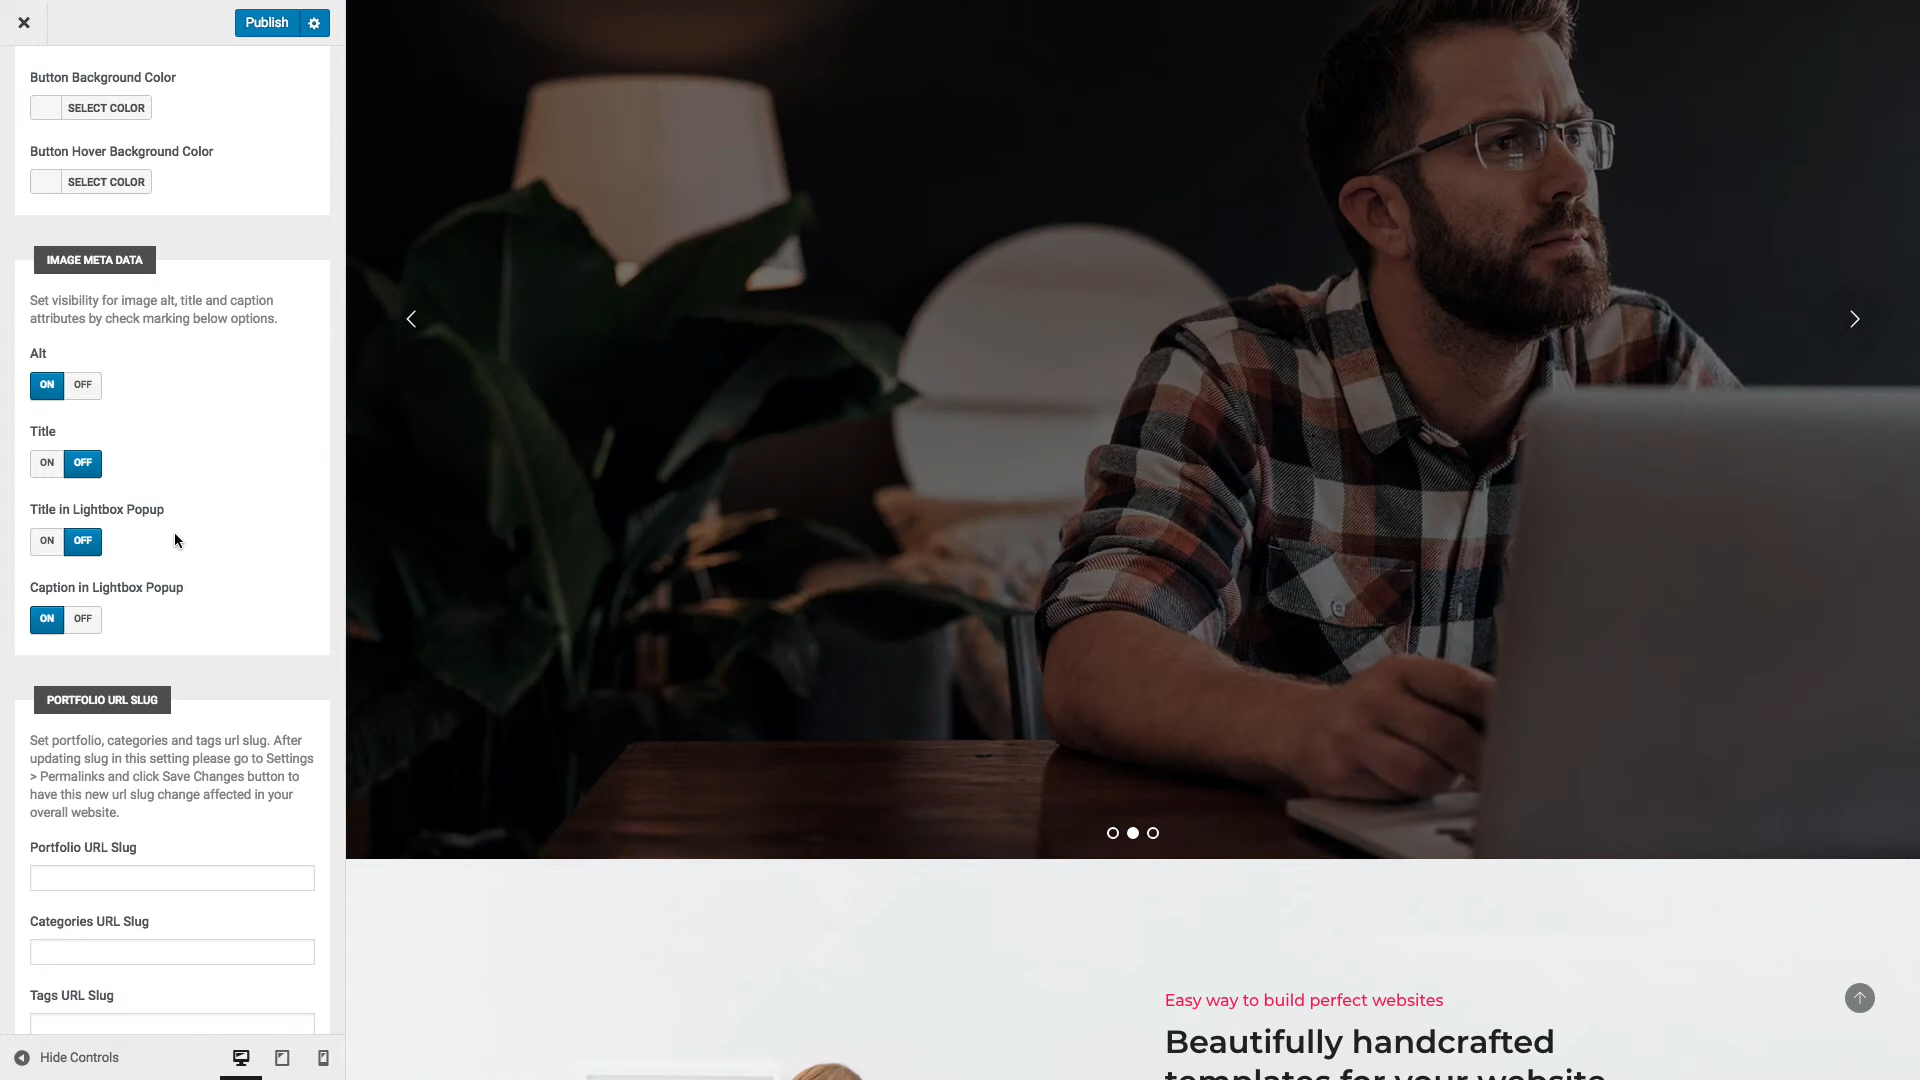 Publish
Button Background Color
SELECT COLOR
Button Hover Background Color
SELECT COLOR
IMAGE META DATA
Set visibility for image alt, title and caption
attributes by check marking below options.
Alt
ON OFF
Title
ON OFF
Title in Lightbox Popup
ON OFF
Caption in Lightbox Popup
ON OFF
PORTFOLIO URL SLUG
Set portfolio, categories and tags url slug. After
updating slug in this setting please go to Settings
> Permalinks and click Save Changes button to
have this new url slug change affected in your
overall website.
Portfolio URL Slug
Categories URL Slug
Tags URL Slug
Hide Controls
Easy way to build perfect websites
Beautifully handcrafted
templates for your website